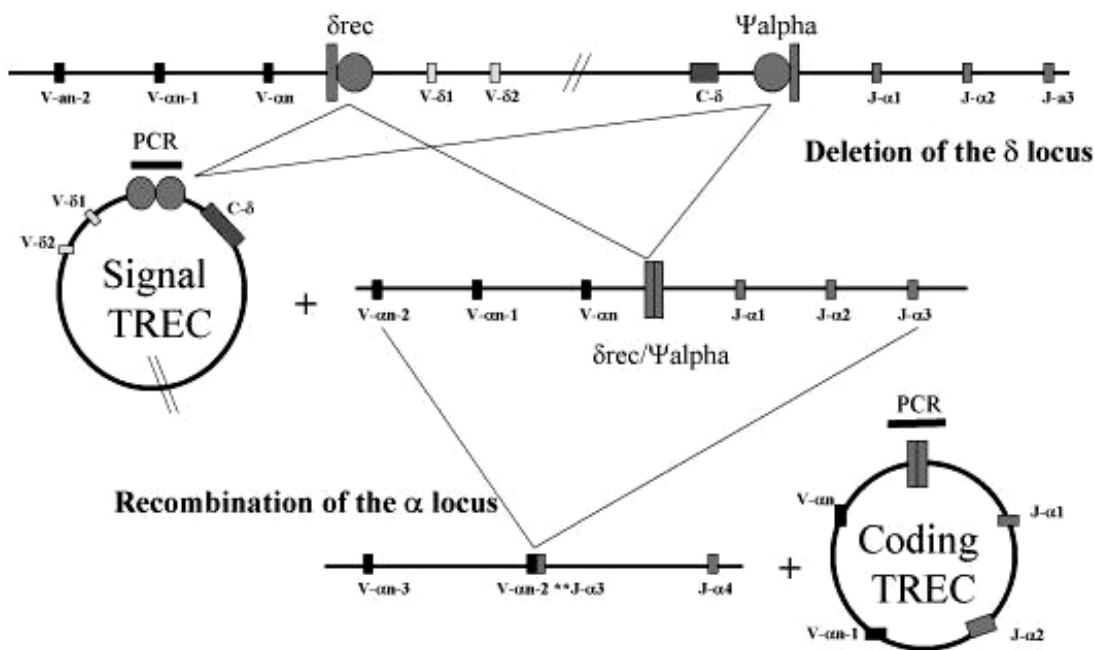 δrec Ψalpha
V-an-2 V-αn-1 V-αn V-δ1 V-δ2 C-δ J-α1 J-α2 J-a3
Deletion of the δ locus
PCR
V-δ1 C-δ
V-δ2
Signal
TREC
+
V-αn-2 V-αn-1 V-αn J-α1 J-α2 J-α3
δrec/Ψalpha
PCR
Recombination of the α locus
V-αn J-α1
Coding
TREC
+
V-αn-3 V-αn-2 **J-α3 J-α4
V-αn-1 J-α2